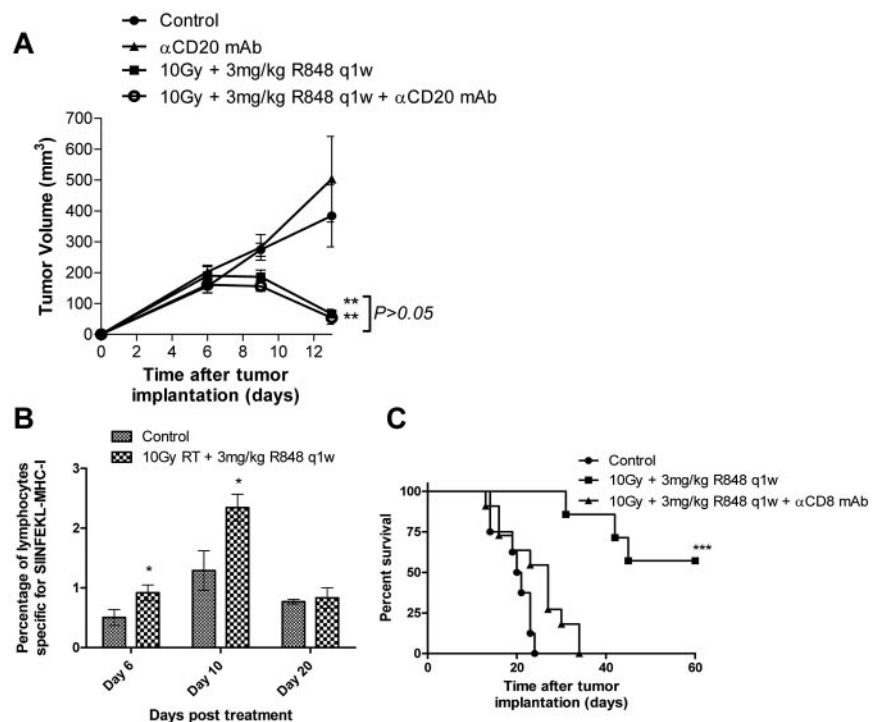 A
Control
αCD20 mAb
10Gy + 3mg/kg R848 q1w
10Gy + 3mg/kg R848 q1w + αCD20 mAb
Tumor Volume (mm³)
700
600
500
400
300
200
100
0
0 2 4 6 8 10 12
**
**
P>0.05
Time after tumor
implantation (days)
B
Control
10Gy RT + 3mg/kg R848 q1w
Percentage of lymphocytes
specific for SIINFEKL-MHC-I
3
2
1
0
*
*
Day 6
Day 10
Day 20
Days post treatment
C
Control
10Gy + 3mg/kg R848 q1w
10Gy + 3mg/kg R848 q1w + αCD8 mAb
Percent survival
100
75
50
25
0
***
0 20 40 60
Time after tumor
implantation (days)